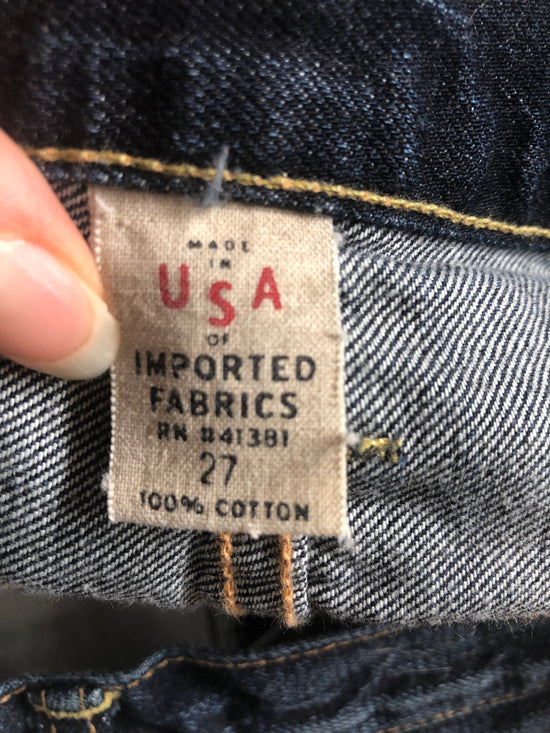 MADE
IN
USA
OF
IMPORTED
FABRICS
RN #41381
27
100% COTTON